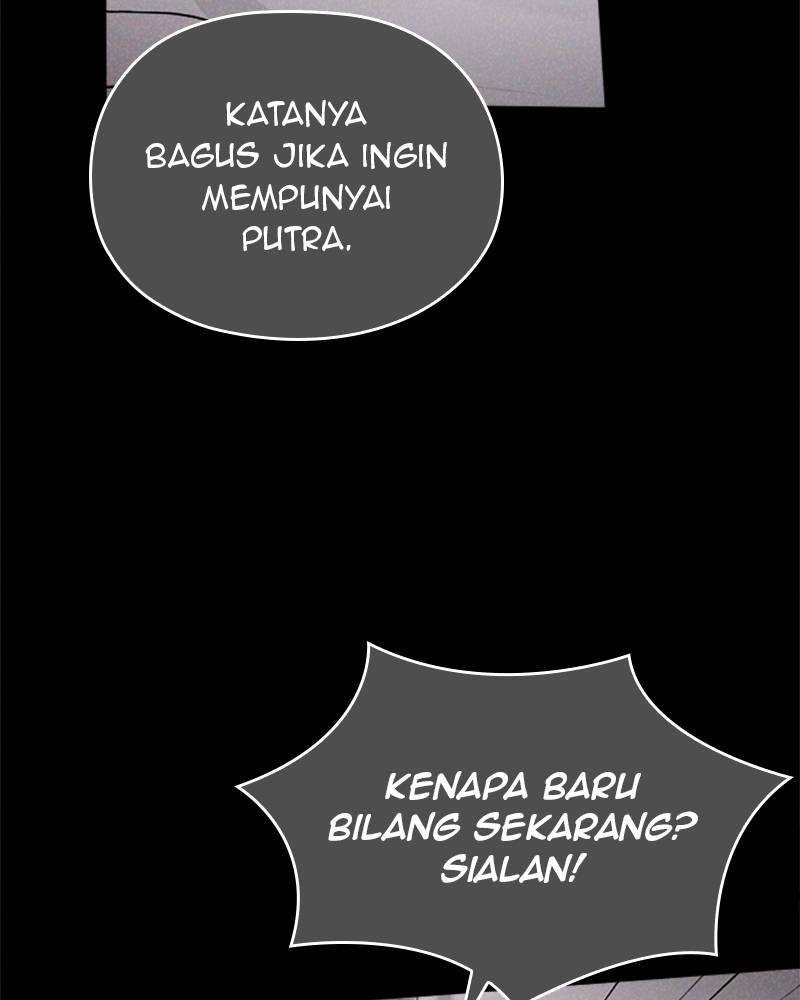 KATANYA
BAGUS JIKA INGIN
MEMPUNYAI
PUTRA.
KENAPA BARU
BILANG SEKARANG?
SIALAN!